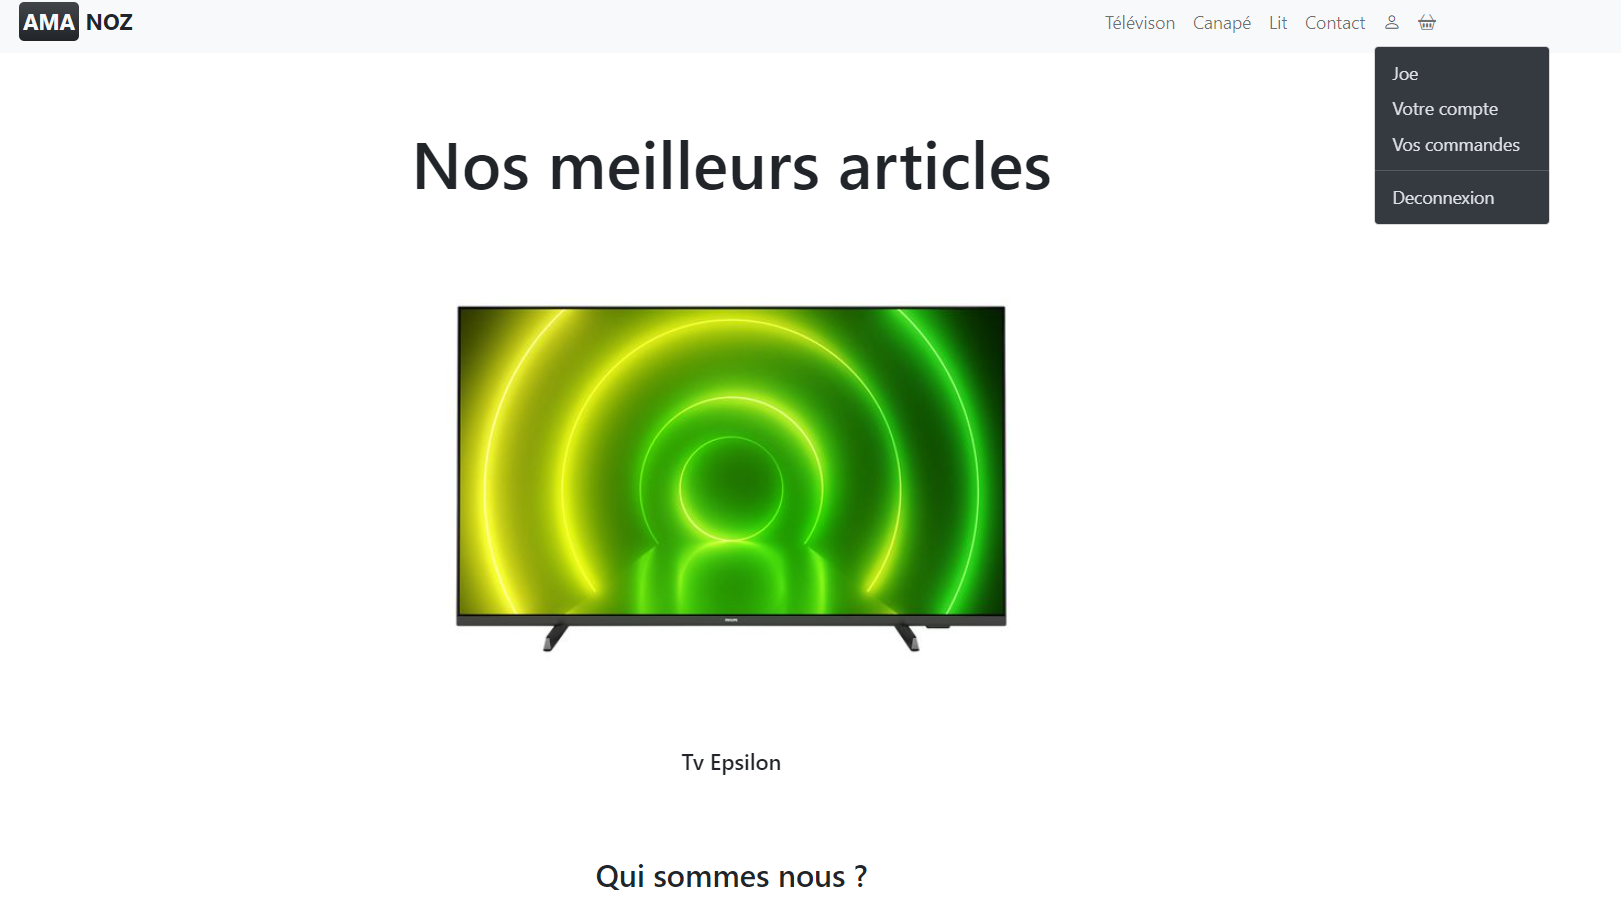 AMA NOZ
Télévison Canapé Lit Contact
Joe
Votre compte
Vos commandes
Deconnexion
Nos meilleurs articles
Tv Epsilon
Qui sommes nous ?